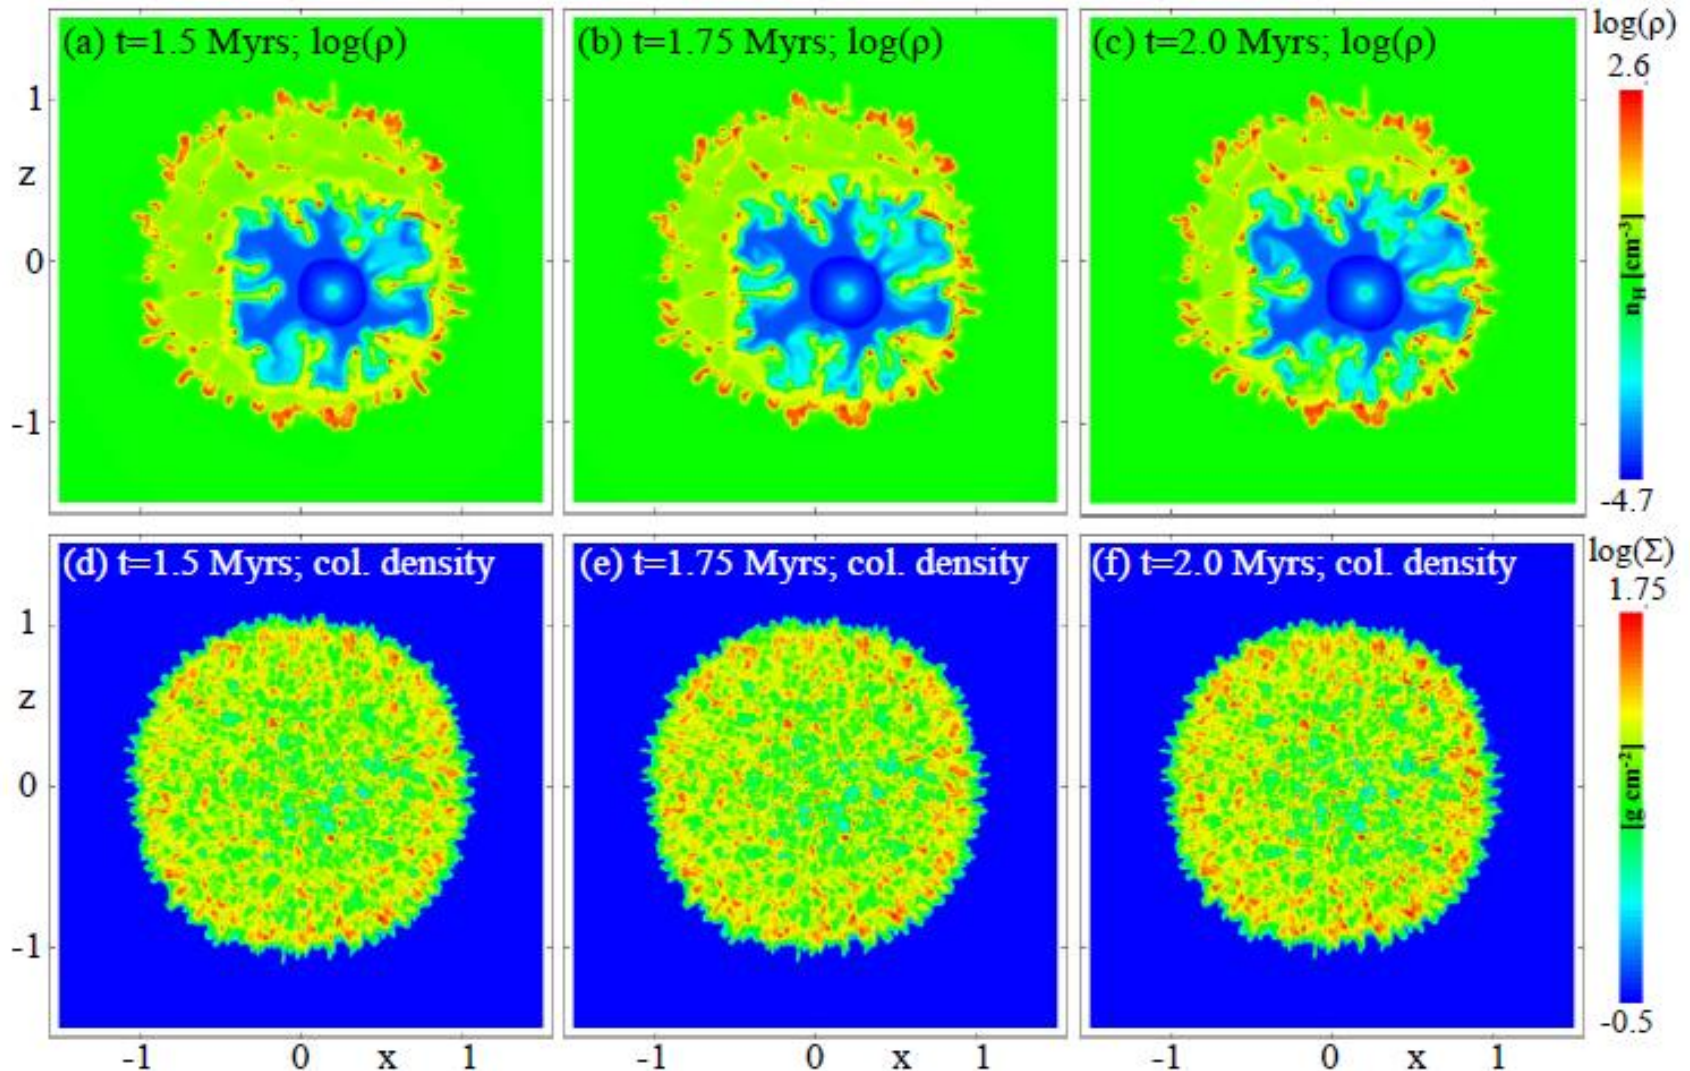 (a) t=1.5 Myrs; log(ρ)
(b) t=1.75 Myrs; log(ρ)
(c) t=2.0 Myrs; log(ρ)
log(ρ)
2.6
n_H [cm⁻³]
-4.7
1
z
0
-1
(d) t=1.5 Myrs; col. density
(e) t=1.75 Myrs; col. density
(f) t=2.0 Myrs; col. density
log(Σ)
1.75
[g cm⁻²]
-0.5
1
z
0
-1
-1 0 x 1
-1 0 x 1
-1 0 x 1